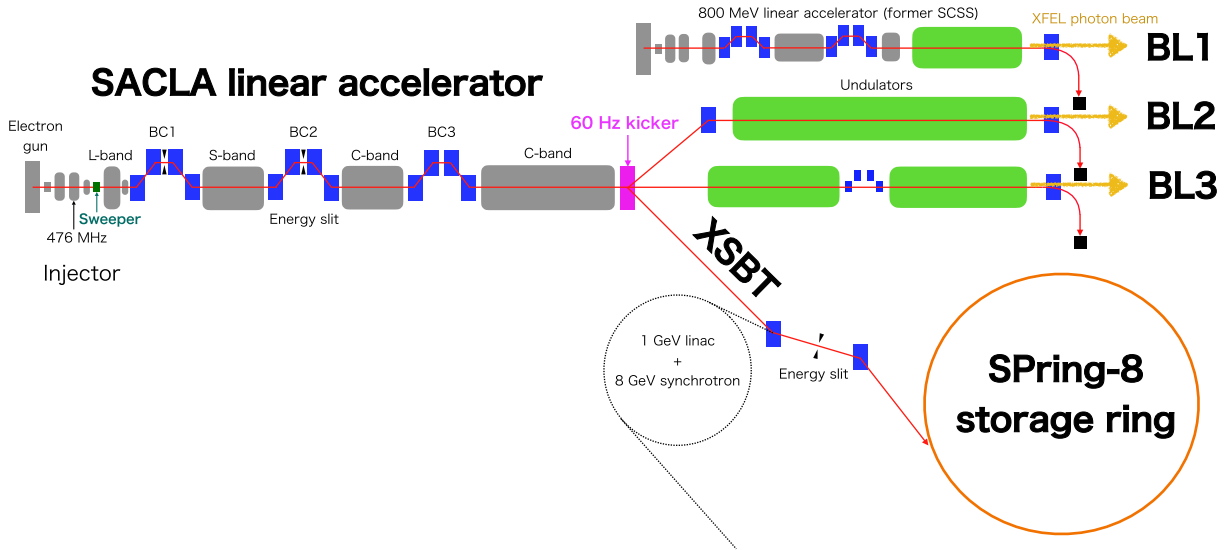 800 MeV linear accelerator (former SCSS)
XFEL photon beam
BL1
SACLA linear accelerator
Undulators
BL2
60 Hz kicker
Electron
gun
L-band
BC1
S-band
BC2
C-band
BC3
C-band
BL3
Sweeper
Energy slit
476 MHz
Injector
XSBT
1 GeV linac
+
8 GeV synchrotron
Energy slit
SPring-8
storage ring